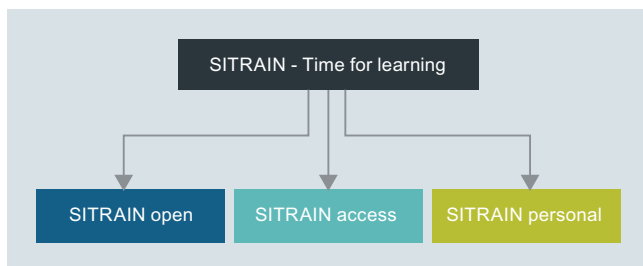 SITRAIN - Time for learning
SITRAIN open
SITRAIN access
SITRAIN personal